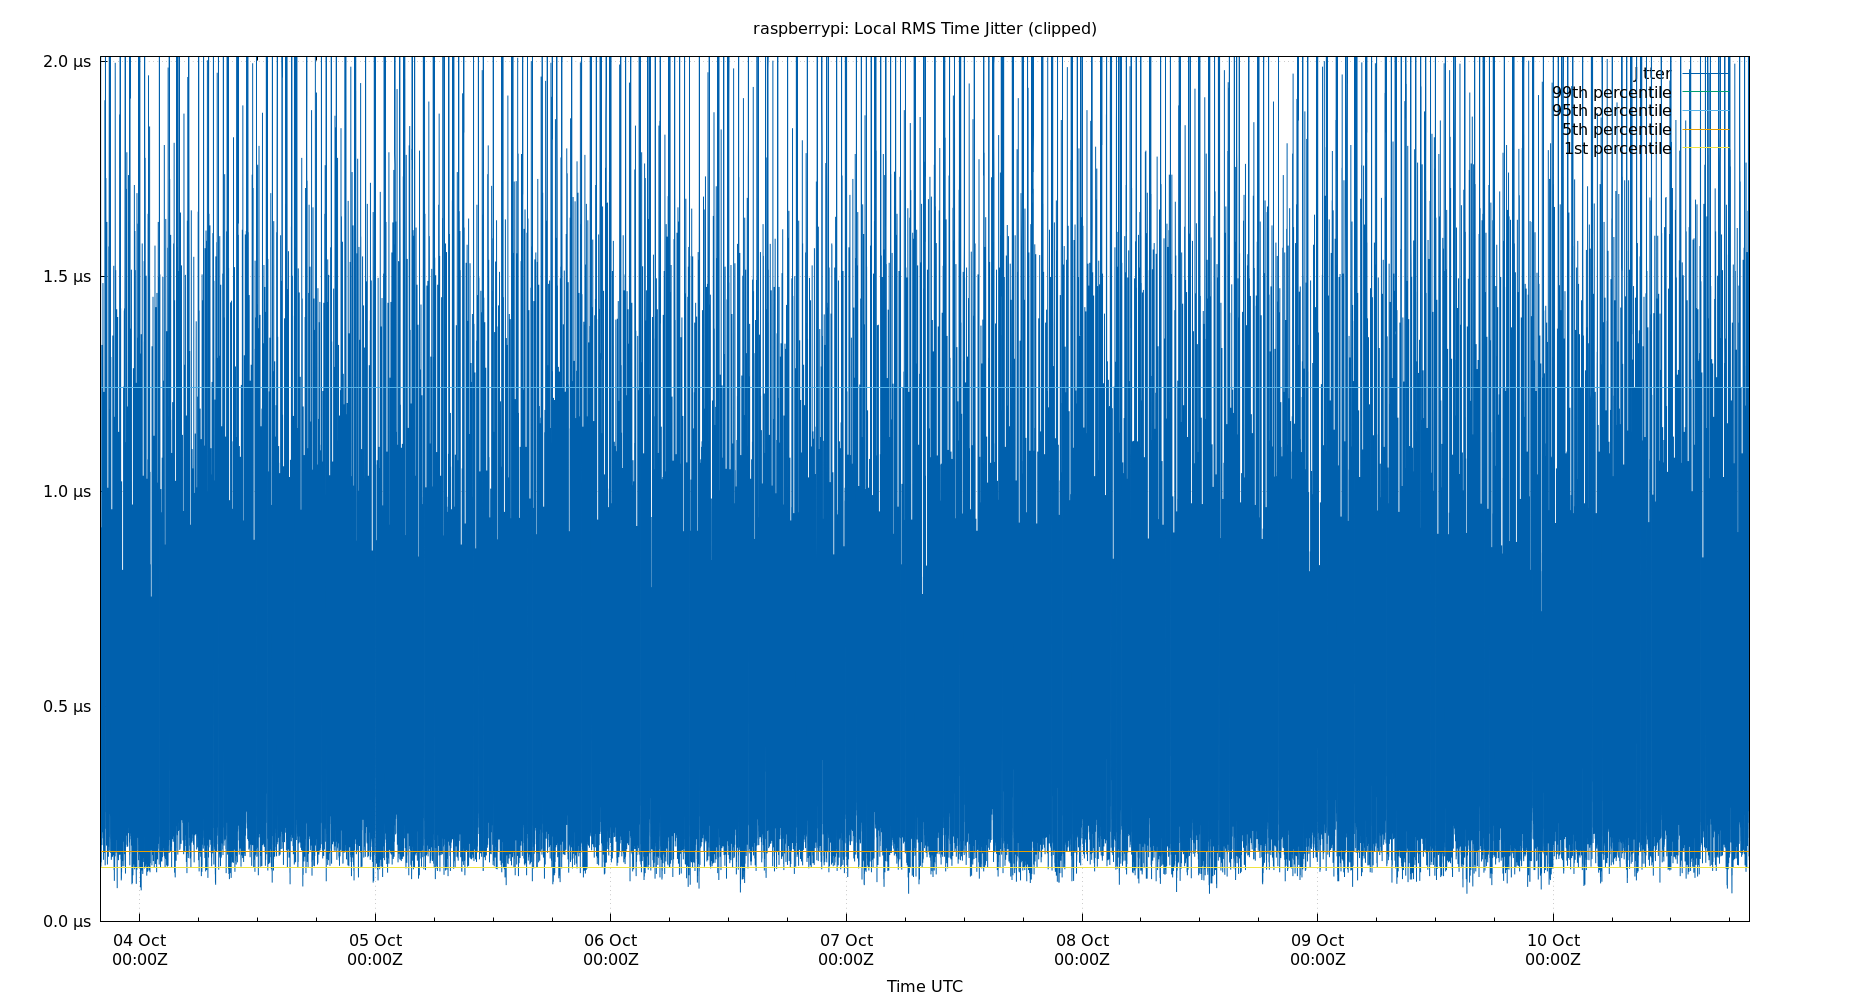 raspberrypi: Local RMS Time Jitter (clipped)
2.0 µs
1.5 µs
1.0 µs
0.5 µs
0.0 µs
jitter
99th percentile
95th percentile
5th percentile
1st percentile
04 Oct
00:00Z
05 Oct
00:00Z
06 Oct
00:00Z
07 Oct
00:00Z
08 Oct
00:00Z
09 Oct
00:00Z
10 Oct
00:00Z
Time UTC